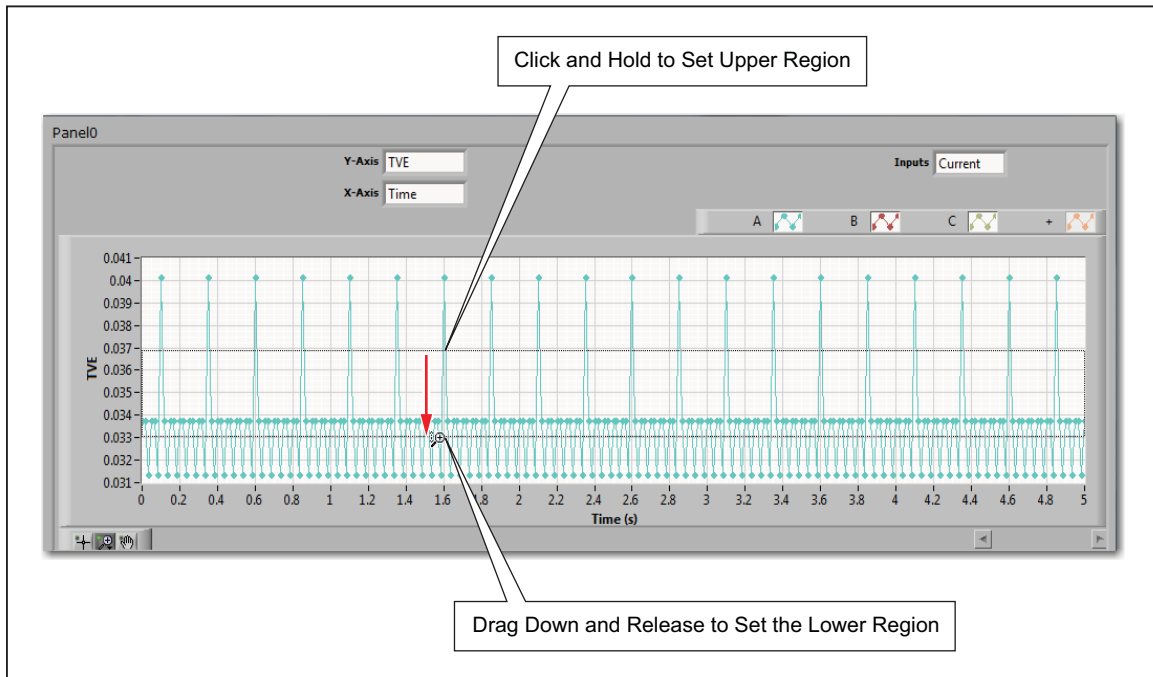 Click and Hold to Set Upper Region
Panel0
Y-Axis TVE
Inputs Current
X-Axis Time
A B C +
0.041
0.04
0.039
0.038
0.037
0.036
0.035
0.034
0.033
0.032
0.031
TVE
0 0.2 0.4 0.6 0.8 1 1.2 1.4 1.6 1.8 2 2.2 2.4 2.6 2.8 3 3.2 3.4 3.6 3.8 4 4.2 4.4 4.6 4.8 5
Time (s)
Drag Down and Release to Set the Lower Region